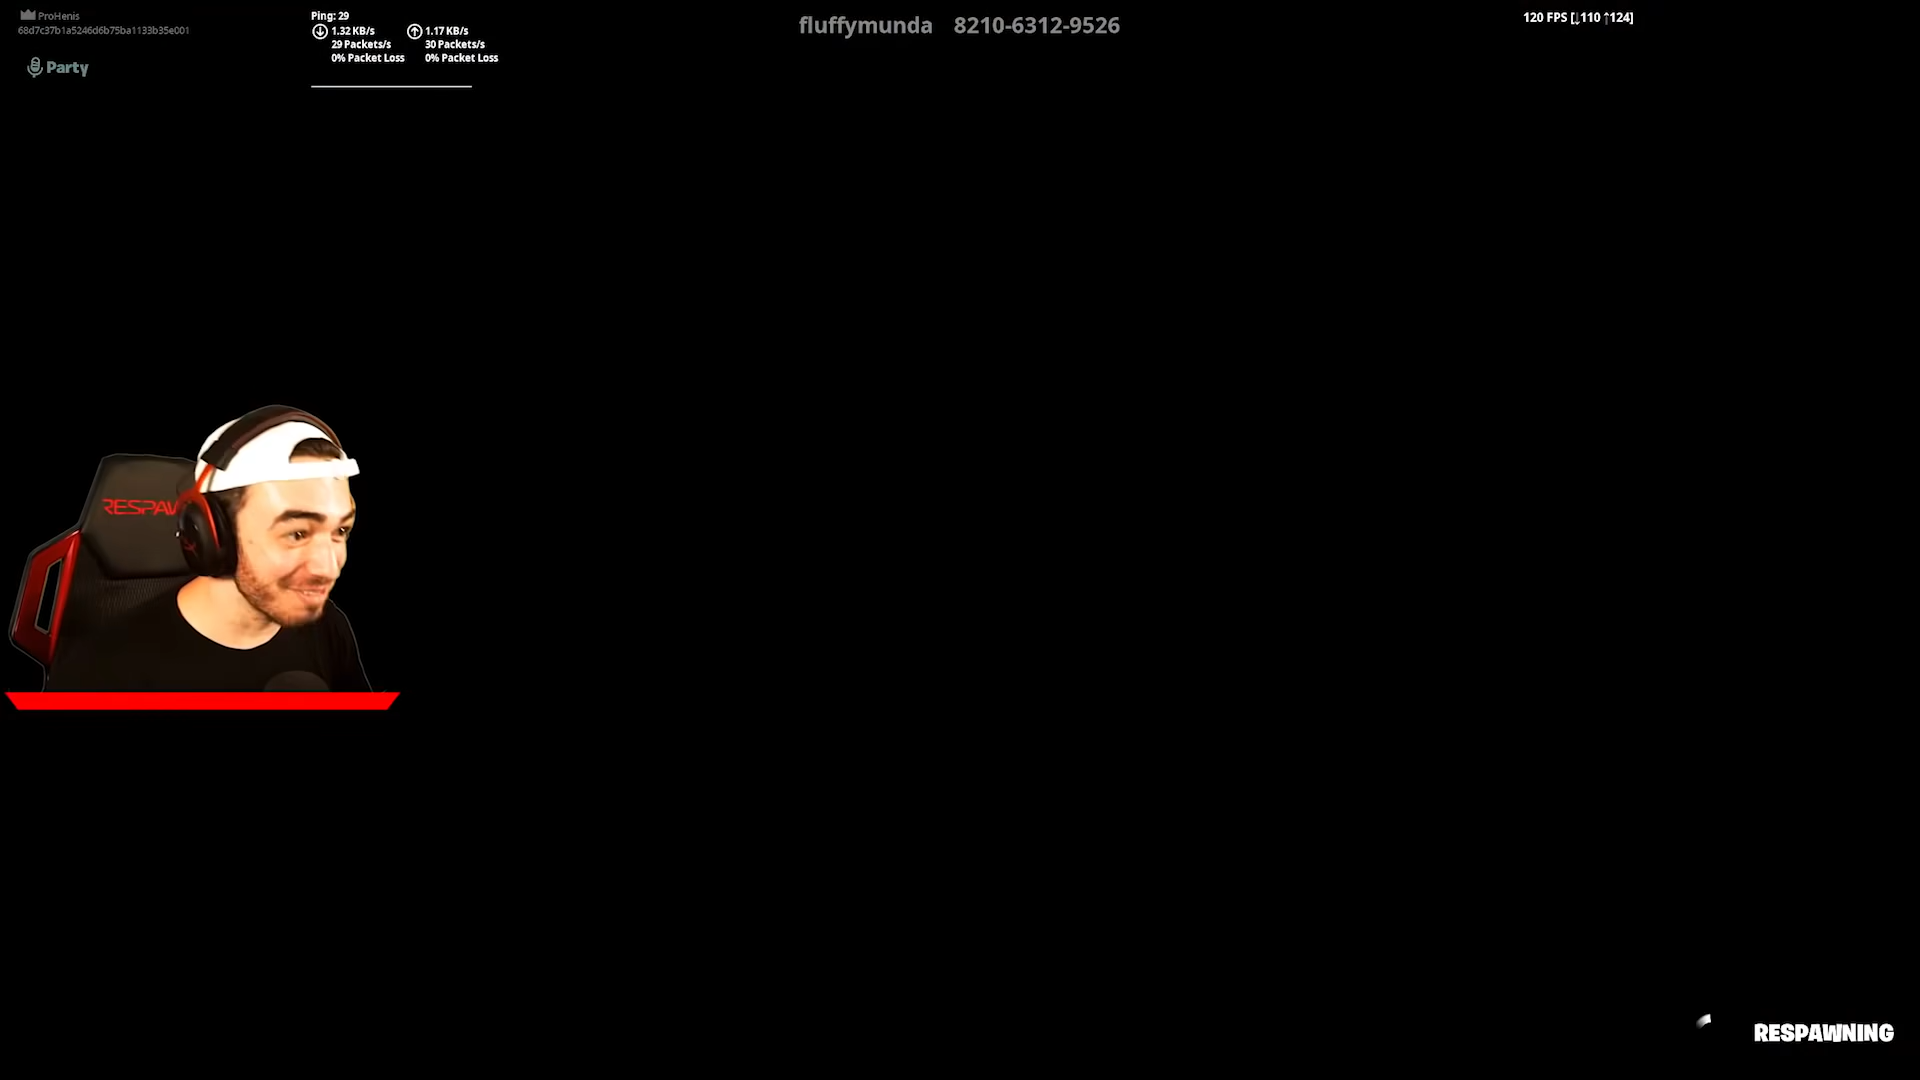 ProHenis
68d7c37b1a5246d6b75ba1133b35e001
Party
Ping: 29
1.32 KB/s
29 Packets/s
0% Packet Loss
1.17 KB/s
30 Packets/s
0% Packet Loss
fluffymunda 8210-6312-9526
120 FPS [↓110 ↑124]
RESPAW
RESPAWNING